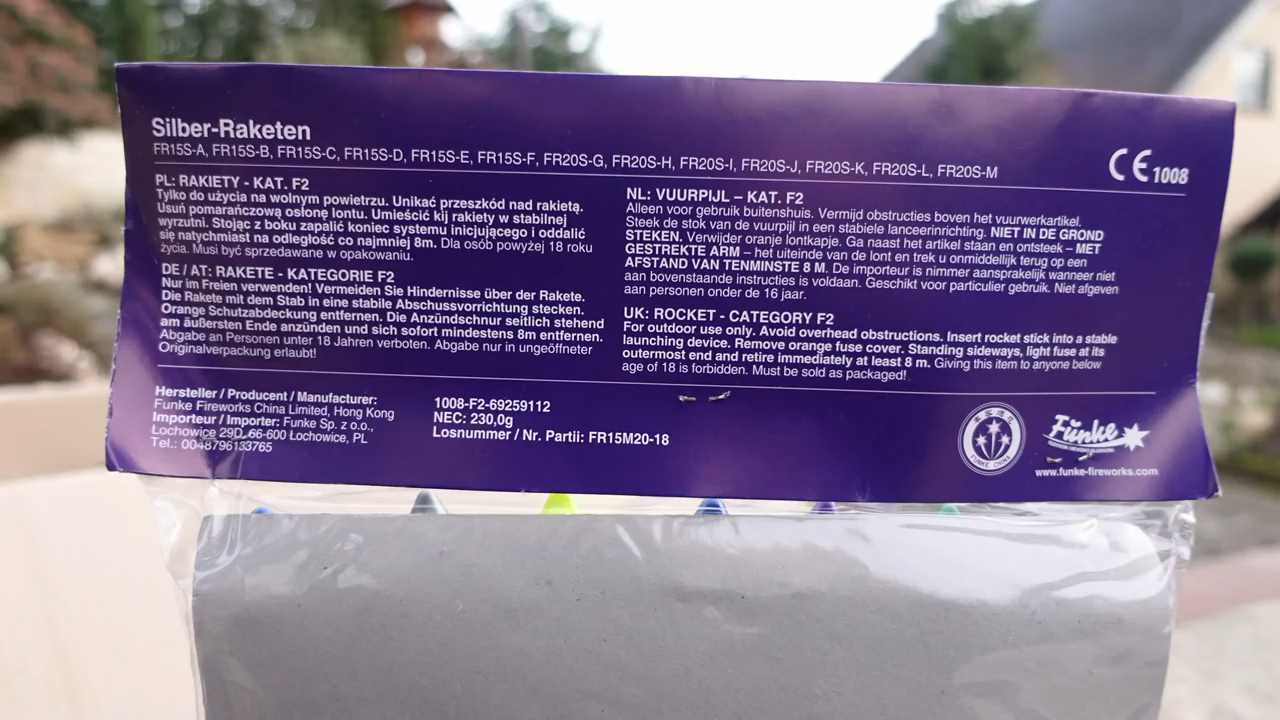 Silber-Raketen
FR15S-A, FR15S-B, FR15S-C, FR15S-D, FR15S-E, FR15S-F, FR20S-G, FR20S-H, FR20S-I, FR20S-J, FR20S-K, FR20S-L, FR20S-M
CE 1008
PL: RAKIETY - KAT. F2
Tylko do użycia na wolnym powietrzu. Unikać przeszkód nad rakietą.
Usuń pomarańczową osłonę lontu. Umieścić kij rakiety w stabilnej
wyrzutni. Stojąc z boku zapalić koniec systemu inicjującego i oddalić
się natychmiast na odległość co najmniej 8m. Dla osób powyżej 18 roku
życia. Musi być sprzedawane w opakowaniu.
DE / AT: RAKETE - KATEGORIE F2
Nur im Freien verwenden! Vermeiden Sie Hindernisse über der Rakete.
Die Rakete mit dem Stab in eine stabile Abschussvorrichtung stecken.
Orange Schutzabdeckung entfernen. Die Anzündschnur seitlich stehend
am äußersten Ende anzünden und sich sofort mindestens 8m entfernen.
Abgabe an Personen unter 18 Jahren verboten. Abgabe nur in ungeöffneter
Originalverpackung erlaubt!
NL: VUURPIJL – KAT. F2
Alleen voor gebruik buitenshuis. Vermijd obstructies boven het vuurwerkartikel.
Steek de stok van de vuurpijl in een stabiele lanceerinrichting. NIET IN DE GROND
STEKEN. Verwijder oranje lontkapje. Ga naast het artikel staan en ontsteek – MET
GESTREKTE ARM – het uiteinde van de lont en trek u onmiddellijk terug op een
AFSTAND VAN TENMINSTE 8 M. De importeur is nimmer aansprakelijk wanneer niet
aan bovenstaande instructies is voldaan. Geschikt voor particulier gebruik. Niet afgeven
aan personen onder de 16 jaar.
UK: ROCKET - CATEGORY F2
For outdoor use only. Avoid overhead obstructions. Insert rocket stick into a stable
launching device. Remove orange fuse cover. Standing sideways, light fuse at its
outermost end and retire immediately at least 8 m. Giving this item to anyone below
age of 18 is forbidden. Must be sold as packaged!
Hersteller / Producent / Manufacturer:
Funke Fireworks China Limited, Hong Kong
Importeur / Importer: Funke Sp. z o.o.,
Łochowice 29D, 66-600 Łochowice, PL
Tel.: 0048796133765
1008-F2-69259112
NEC: 230,0g
Losnummer / Nr. Partii: FR15M20-18
FUNKE CHINA
Funke
www.funke-fireworks.com